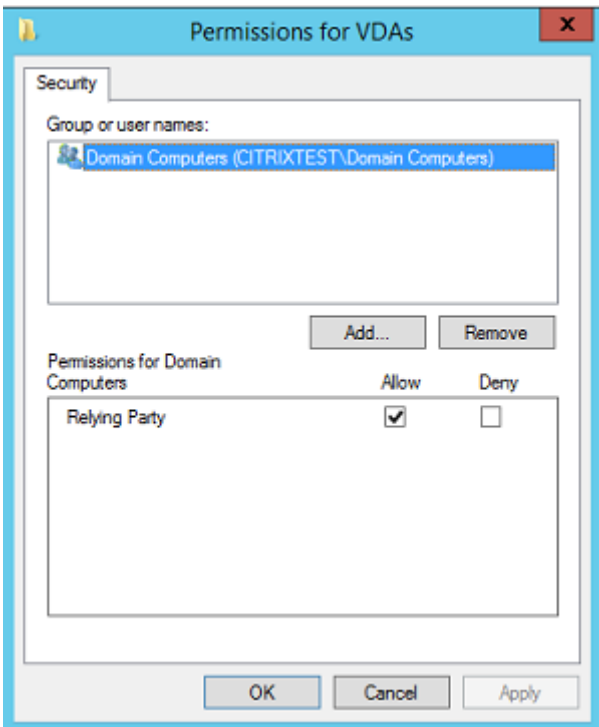 Permissions for VDAs
x
Security
Group or user names:
Domain Computers (CITRIXTEST\Domain Computers)
Add...
Remove
Permissions for Domain
Computers
Allow
Deny
Relying Party
OK
Cancel
Apply